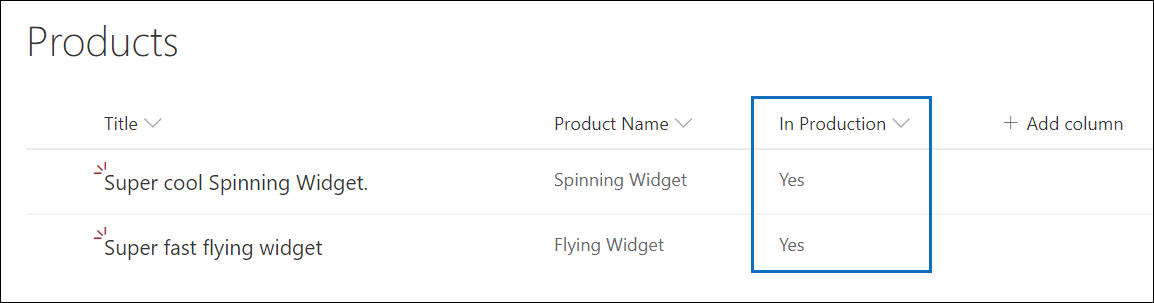 Products
Title Product Name In Production + Add column
Super cool Spinning Widget. Spinning Widget Yes
Super fast flying widget Flying Widget Yes